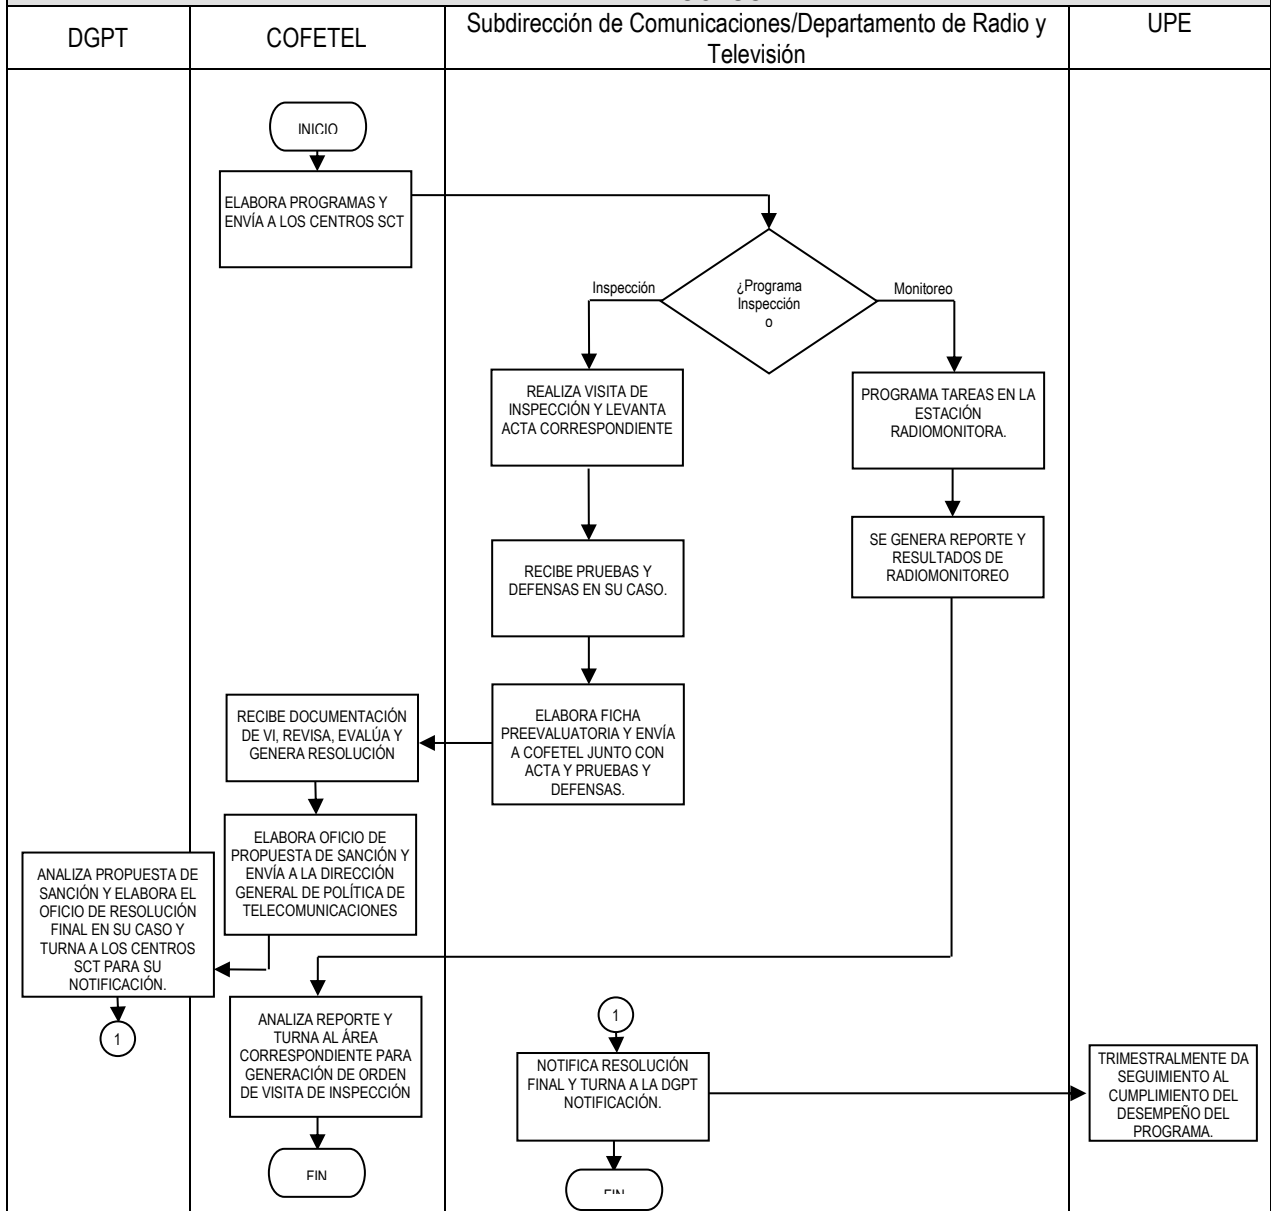 DGPT
COFETEL
Subdirección de Comunicaciones/Departamento de Radio y
Televisión
UPE
INICIO
ELABORA PROGRAMAS Y
ENVÍA A LOS CENTROS SCT
¿Programa
Inspección
o
Inspección
Monitoreo
REALIZA VISITA DE
INSPECCIÓN Y LEVANTA
ACTA CORRESPONDIENTE
PROGRAMA TAREAS EN LA
ESTACIÓN
RADIOMONITORA.
RECIBE PRUEBAS Y
DEFENSAS EN SU CASO.
SE GENERA REPORTE Y
RESULTADOS DE
RADIOMONITOREO
ELABORA FICHA
PREEVALUATORIA Y ENVÍA
A COFETEL JUNTO CON
ACTA Y PRUEBAS Y
DEFENSAS.
RECIBE DOCUMENTACIÓN
DE VI, REVISA, EVALÚA Y
GENERA RESOLUCIÓN
ELABORA OFICIO DE
PROPUESTA DE SANCIÓN Y
ENVÍA A LA DIRECCIÓN
GENERAL DE POLÍTICA DE
TELECOMUNICACIONES
ANALIZA PROPUESTA DE
SANCIÓN Y ELABORA EL
OFICIO DE RESOLUCIÓN
FINAL EN SU CASO Y
TURNA A LOS CENTROS
SCT PARA SU
NOTIFICACIÓN.
1
ANALIZA REPORTE Y
TURNA AL ÁREA
CORRESPONDIENTE PARA
GENERACIÓN DE ORDEN
DE VISITA DE INSPECCIÓN
FIN
1
NOTIFICA RESOLUCIÓN
FINAL Y TURNA A LA DGPT
NOTIFICACIÓN.
FIN
TRIMESTRALMENTE DA
SEGUIMIENTO AL
CUMPLIMIENTO DEL
DESEMPEÑO DEL
PROGRAMA.